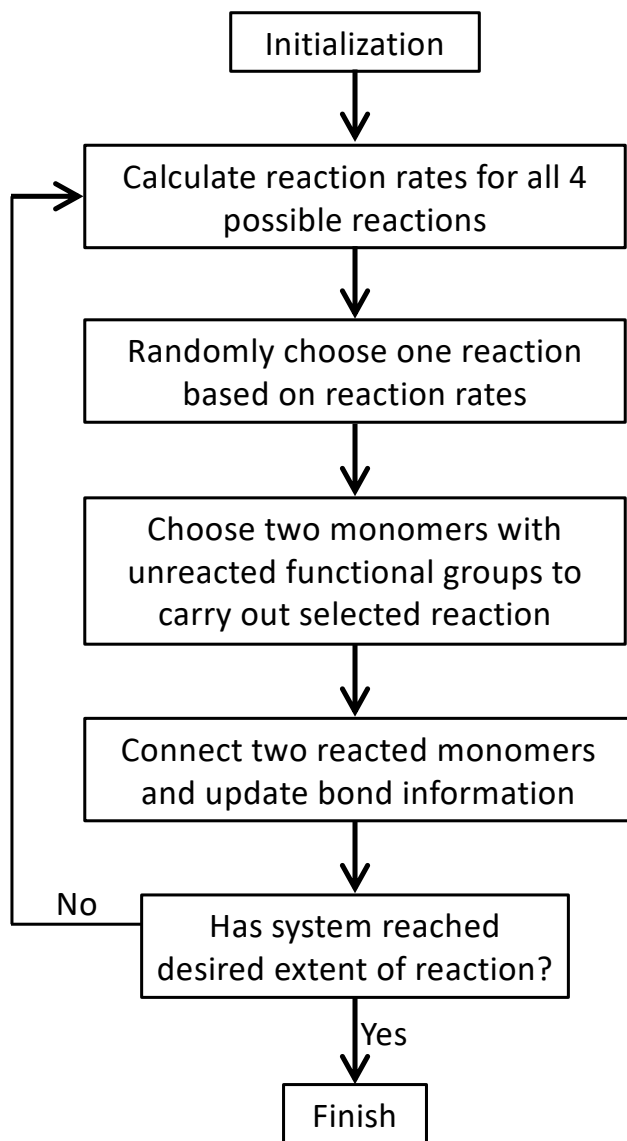 Initialization
Calculate reaction rates for all 4
possible reactions
Randomly choose one reaction
based on reaction rates
Choose two monomers with
unreacted functional groups to
carry out selected reaction
Connect two reacted monomers
and update bond information
No
Has system reached
desired extent of reaction?
Yes
Finish